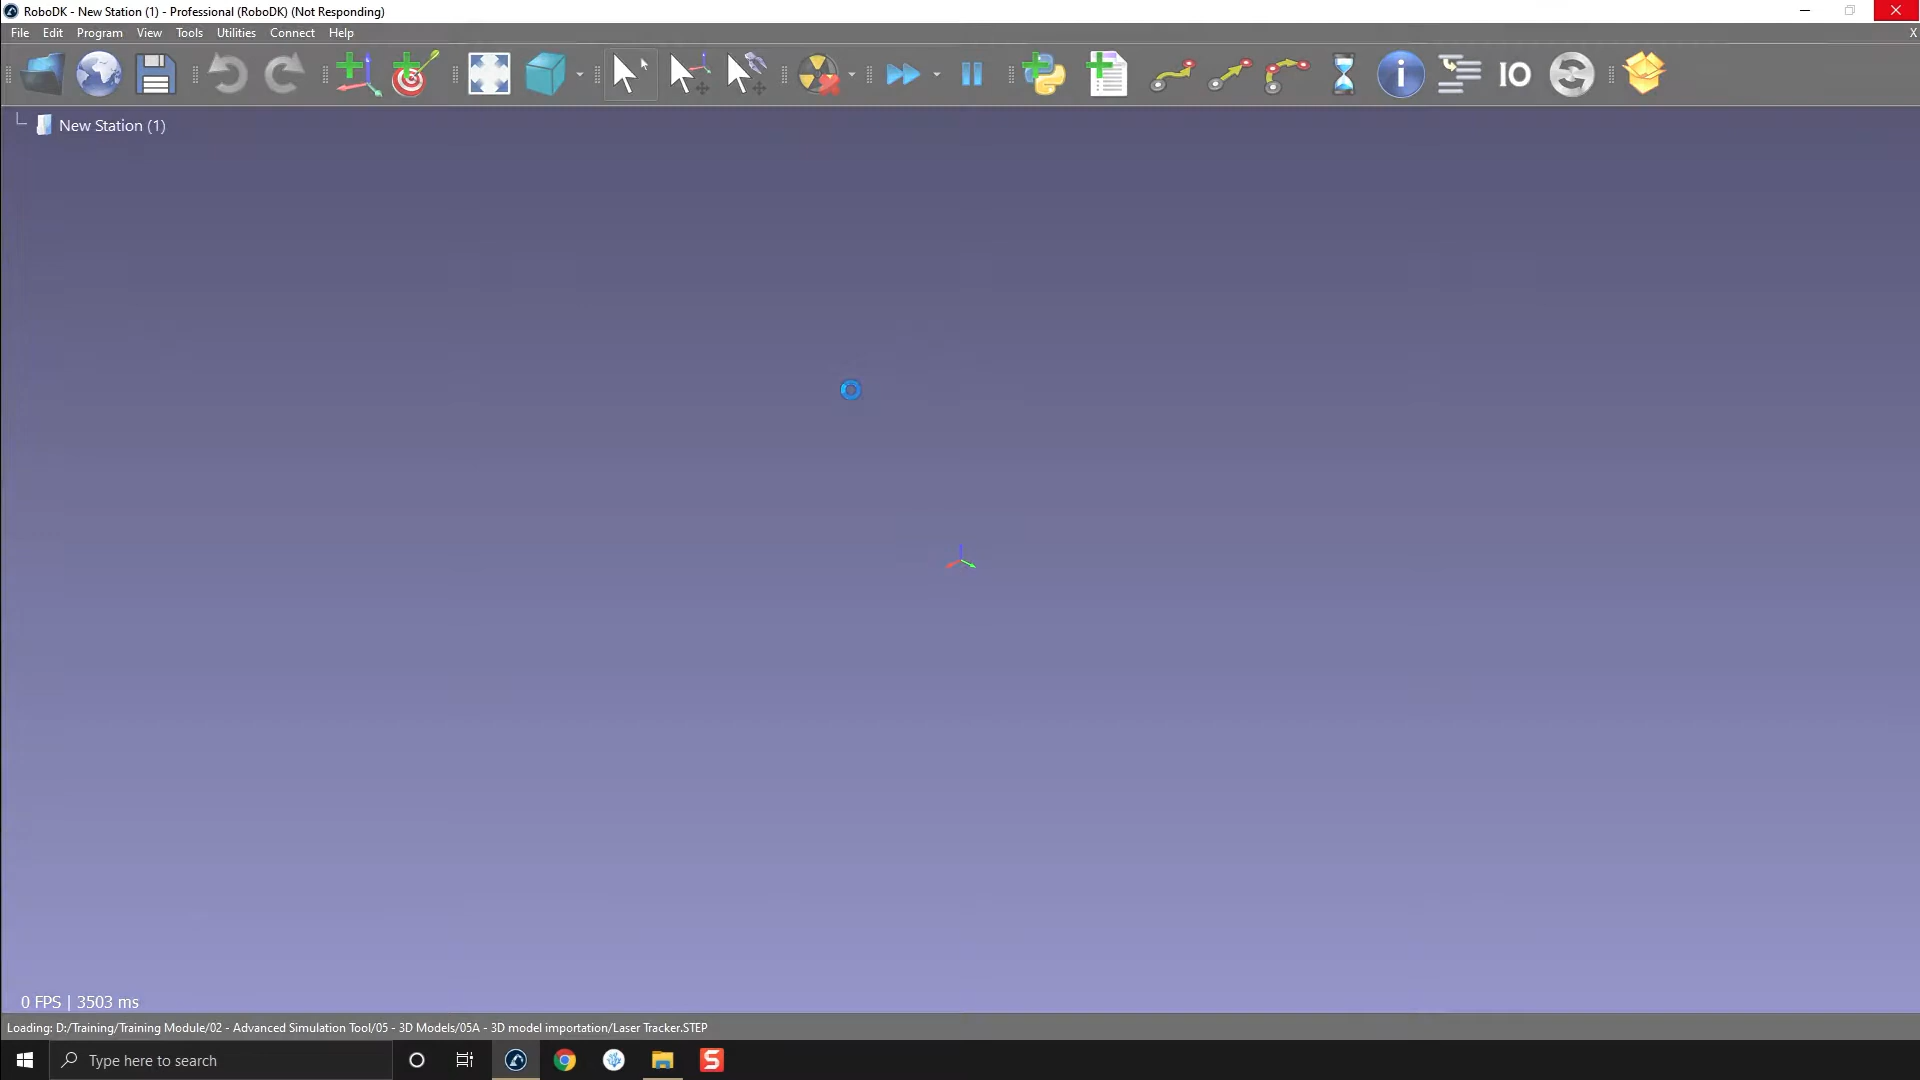 RoboDK - New Station (1) - Professional (RoboDK) (Not Responding)
File Edit Program View Tools Utilities Connect Help X
IO
New Station (1)
0 FPS | 3503 ms
Loading: D:/Training/Training Module/02 - Advanced Simulation Tool/05 - 3D Models/05A - 3D model importation/Laser Tracker.STEP
Type here to search
S